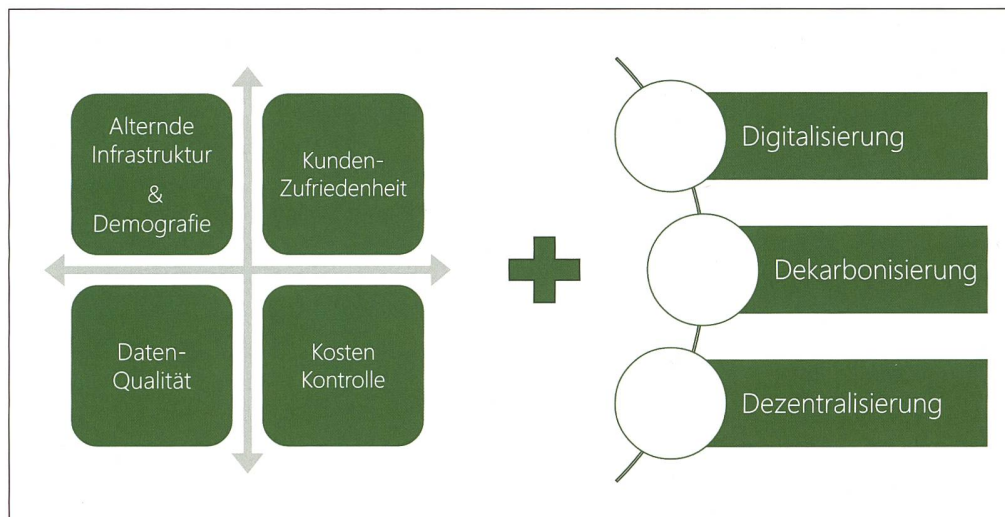 Alternde
Infrastruktur
&
Demografie
Kunden-
Zufriedenheit
Daten-
Qualität
Kosten
Kontrolle
Digitalisierung
Dekarbonisierung
Dezentralisierung